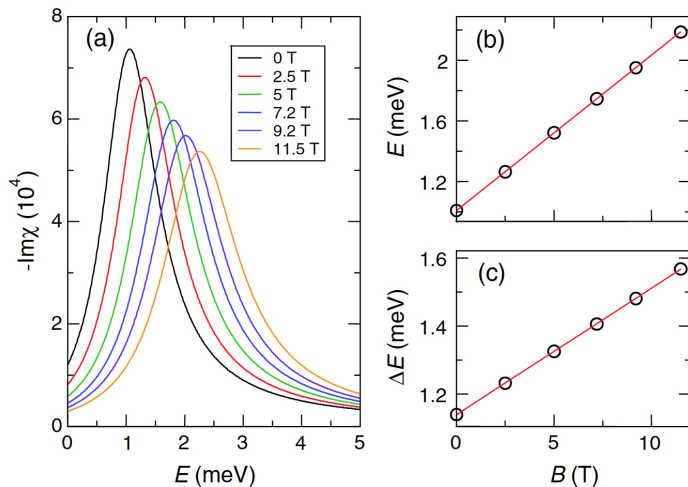 (a)
0 T
2.5 T
5 T
7.2 T
9.2 T
11.5 T
8
6
4
2
0
-Imχ (10⁴)
0 1 2 3 4 5
E (meV)
(b)
2
1.6
1.2
E (meV)
(c)
1.6
1.4
1.2
ΔE (meV)
0 5 10
B (T)